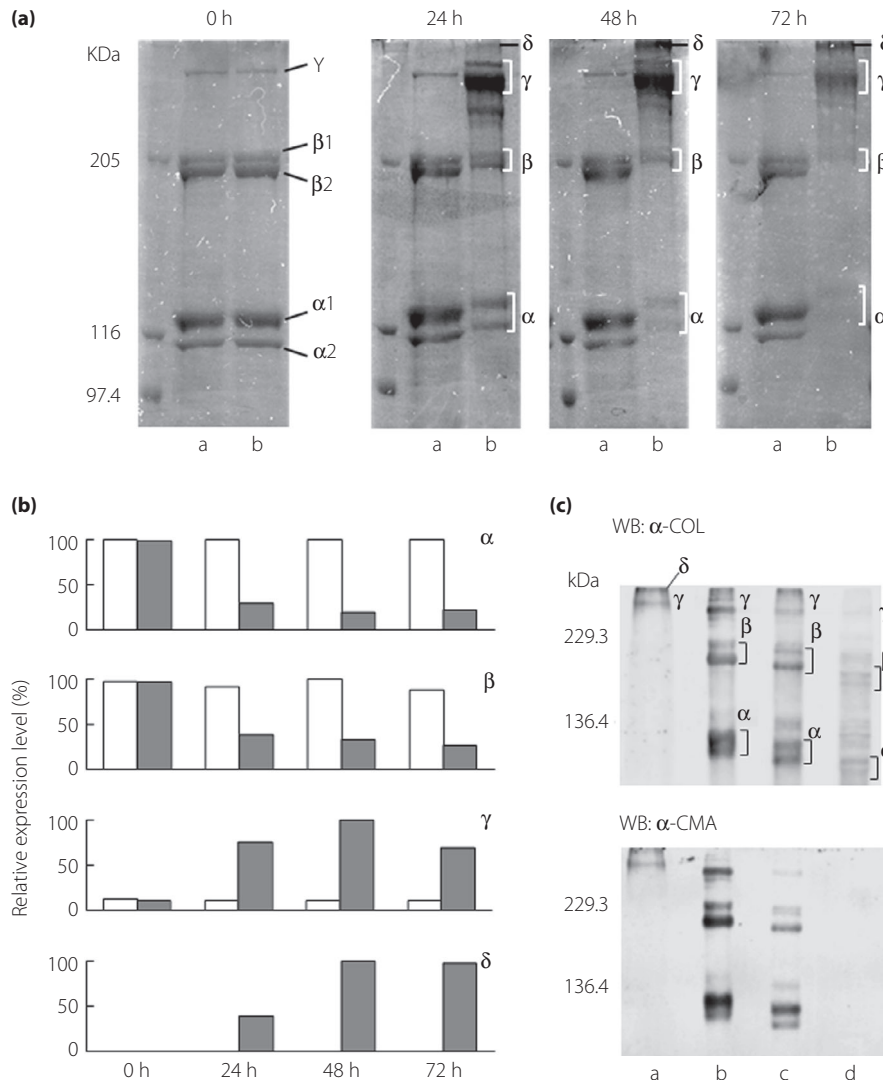 (a)
0 h
24 h
48 h
72 h
KDa
205
116
97.4
Y
β1
β2
α1
α2
δ
γ
β
α
δ
γ
β
α
δ
γ
β
α
a b
a b
a b
a b
(b)
Relative expression level (%)
100
50
0
α
100
50
0
β
100
50
0
γ
100
50
0
δ
0 h 24 h 48 h 72 h
(c)
WB: α-COL
kDa
229.3
136.4
δ
γ
γ
β
α
γ
β
α
WB: α-CMA
229.3
136.4
a b c d